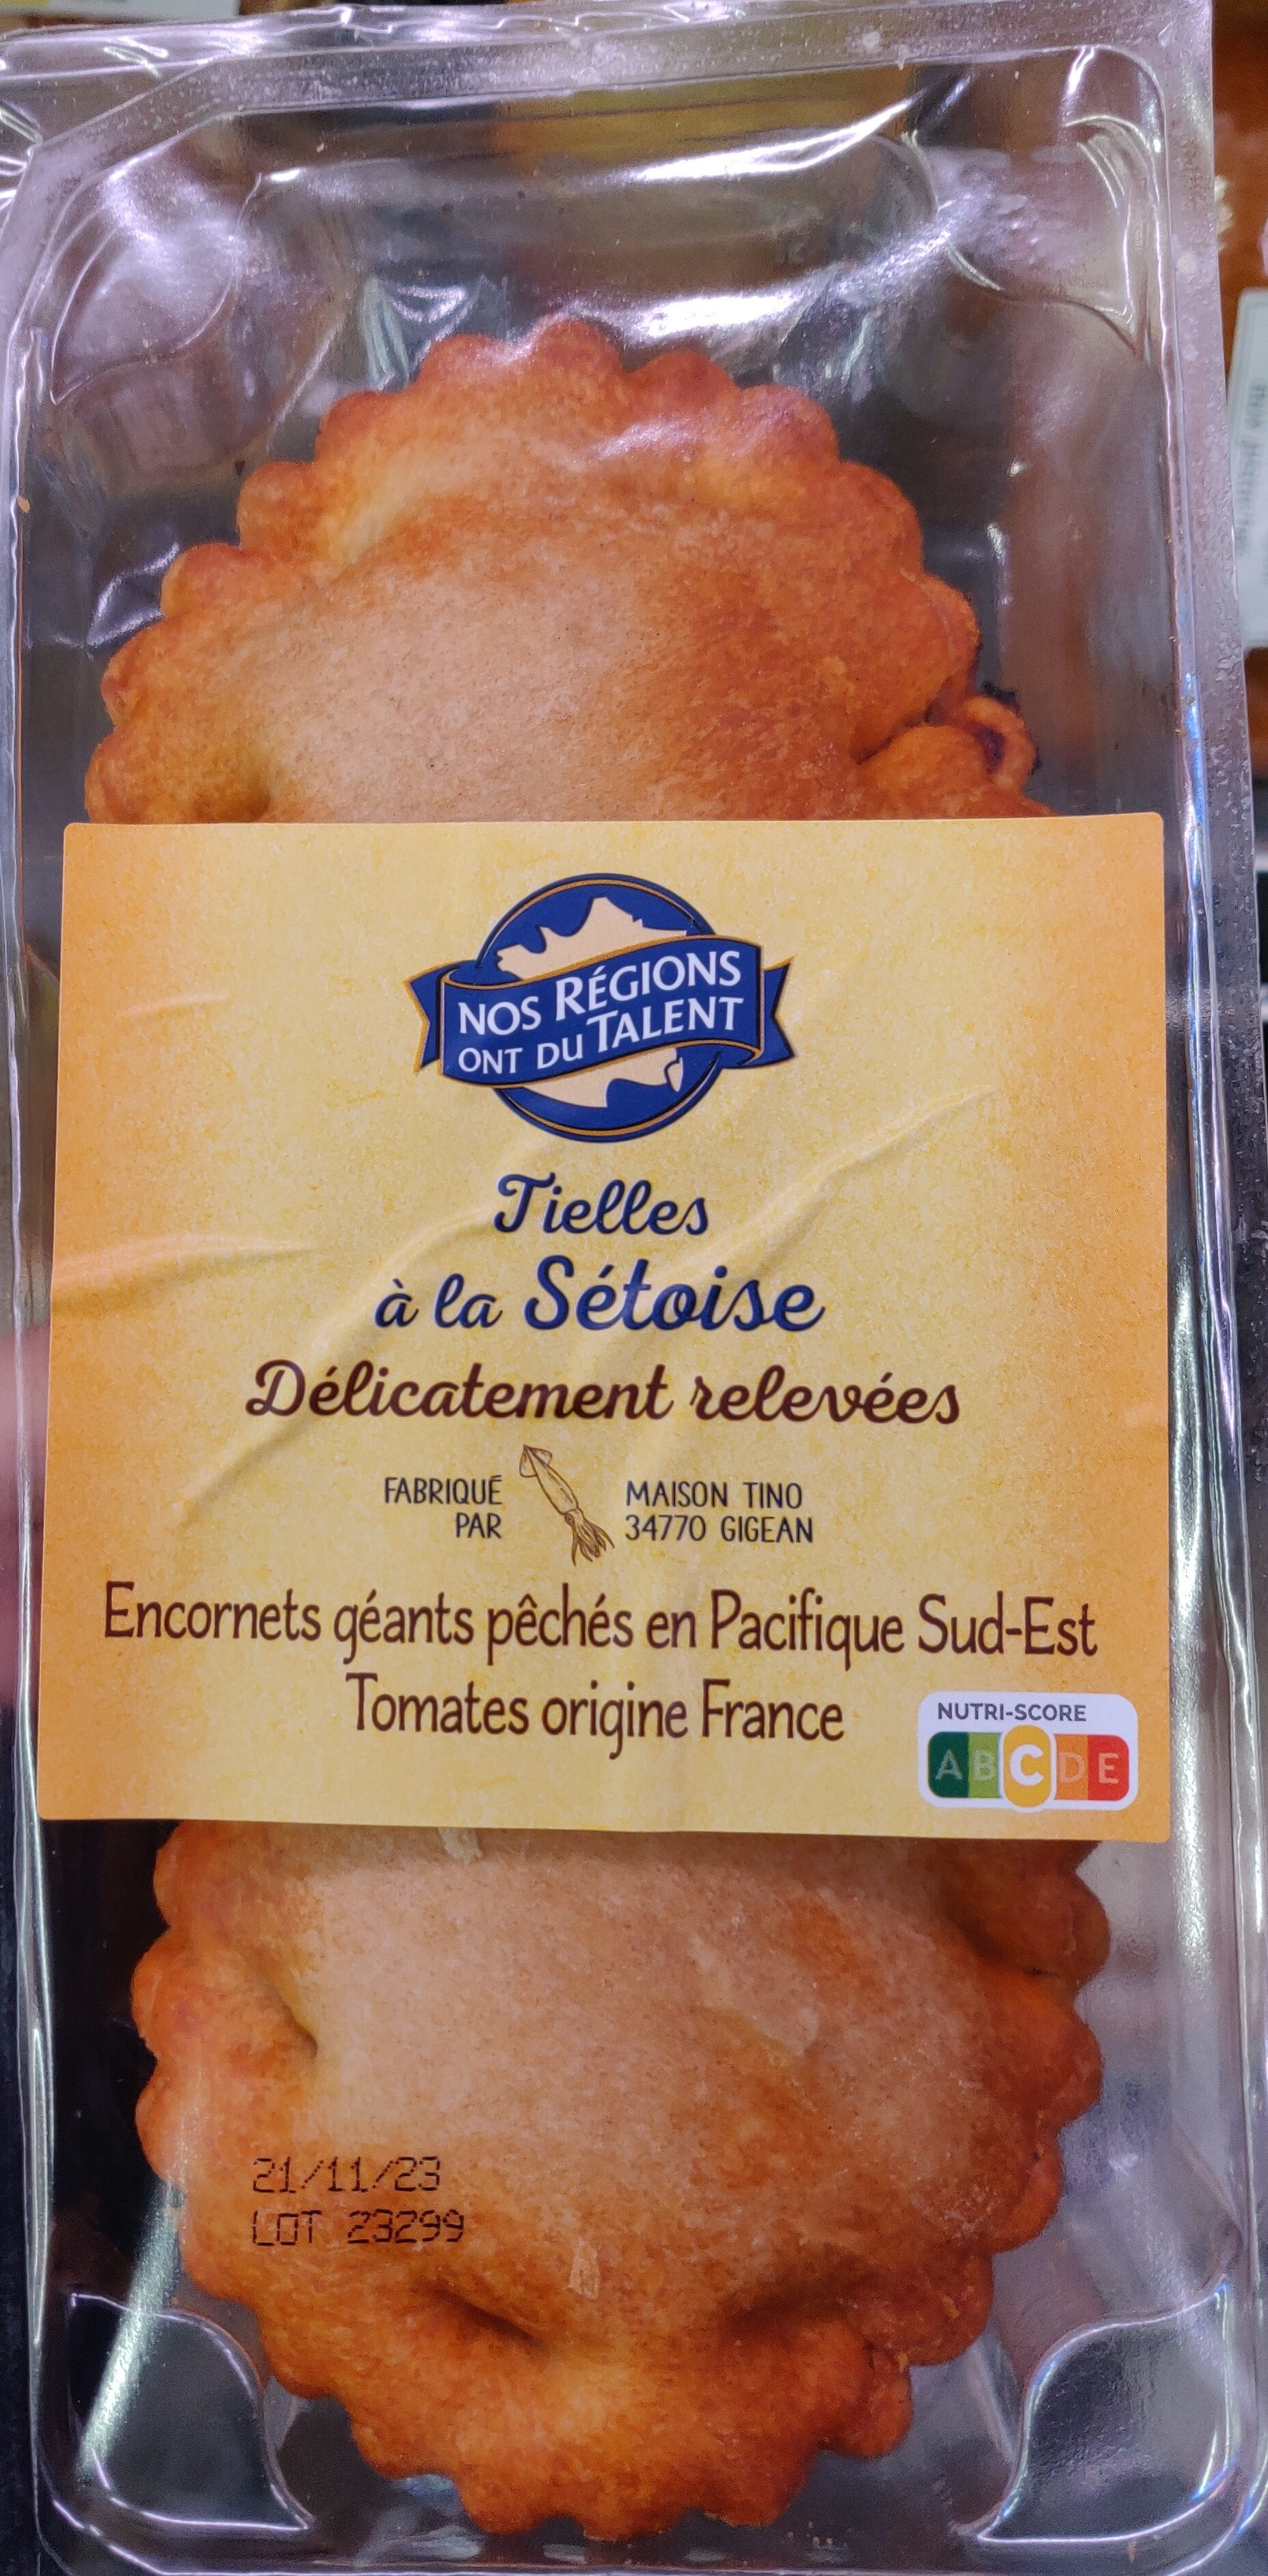 NOS RÉGIONS
ONT DU TALENT
Tielles
à la Sétoise
Délicatement relevées
FABRIQUÉ
PAR
MAISON TINO
34770 GIGEAN
Encornets géants pêchés en Pacifique Sud-Est
Tomates origine France
NUTRI-SCORE
A B C D E
21/11/23
LOT 23299